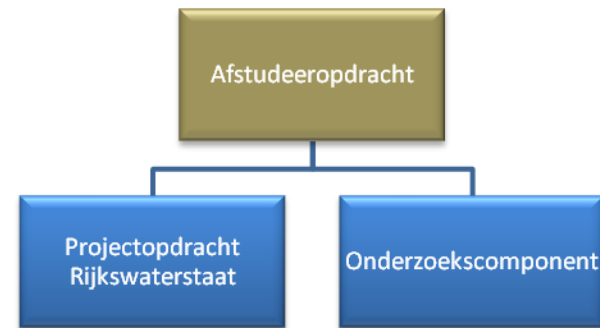 Afstudeeropdracht
Projectopdracht
Rijkswaterstaat
Onderzoekscomponent